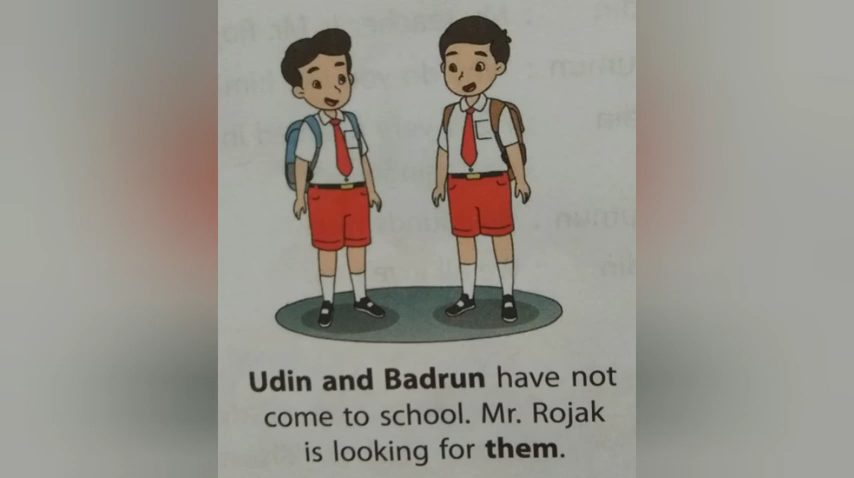 Udin and Badrun have not
come to school. Mr. Rojak
is looking for them.